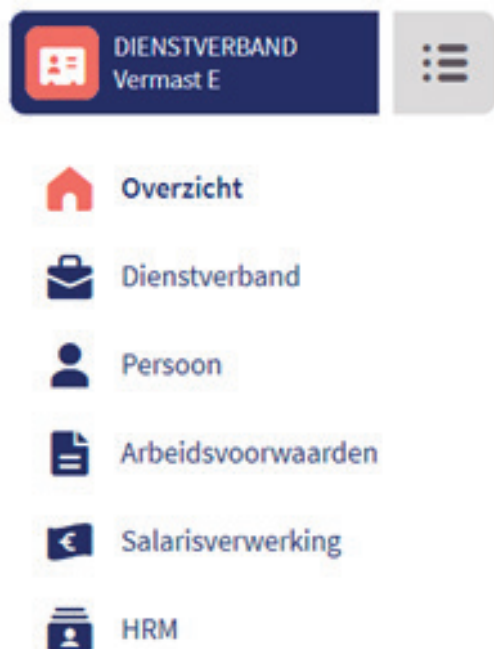 DIENSTVERBAND
Vermast E
Overzicht
Dienstverband
Persoon
Arbeidsvoorwaarden
Salarisverwerking
HRM